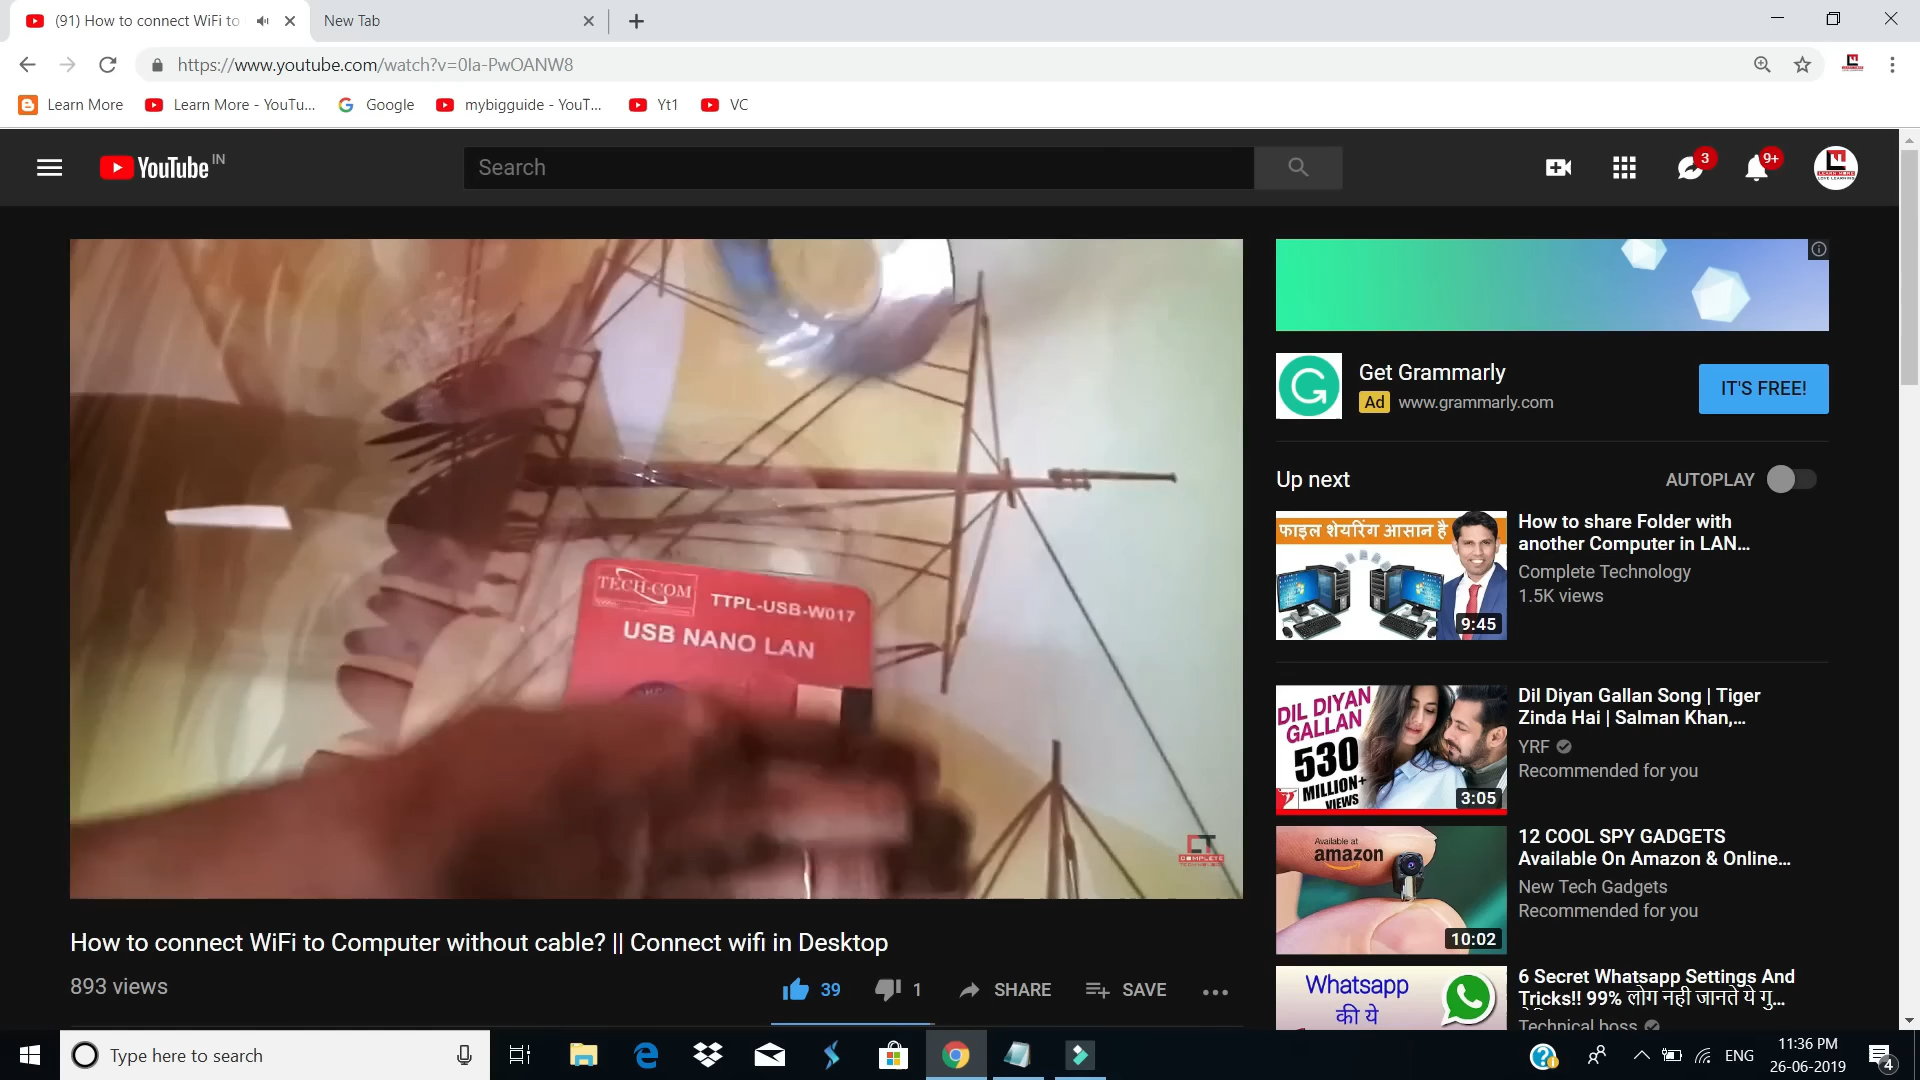 (91) How to connect WiFi to
New Tab
https://www.youtube.com/watch?v=0Ia-PwOANW8
Learn More
Learn More - YouTu...
Google
mybigguide - YouT...
Yt1
VC
YouTube IN
Search
3
9+
TECH-COM
TTPL-USB-W017
USB NANO LAN
COMPLETE
Get Grammarly
Ad www.grammarly.com
IT'S FREE!
Up next
AUTOPLAY
फाइल शेयरिंग आसान है
9:45
How to share Folder with
another Computer in LAN...
Complete Technology
1.5K views
DIL DIYAN
GALLAN
530
MILLION+
VIEWS
3:05
Dil Diyan Gallan Song | Tiger
Zinda Hai | Salman Khan,...
YRF
Recommended for you
Available at
amazon
10:02
12 COOL SPY GADGETS
Available On Amazon & Online...
New Tech Gadgets
Recommended for you
Whatsapp
की ये
6 Secret Whatsapp Settings And
Tricks!! 99% लोग नही जानते ये गु...
Technical boss
How to connect WiFi to Computer without cable? || Connect wifi in Desktop
893 views
39
1
SHARE
SAVE
Type here to search
ENG
11:36 PM
26-06-2019
4